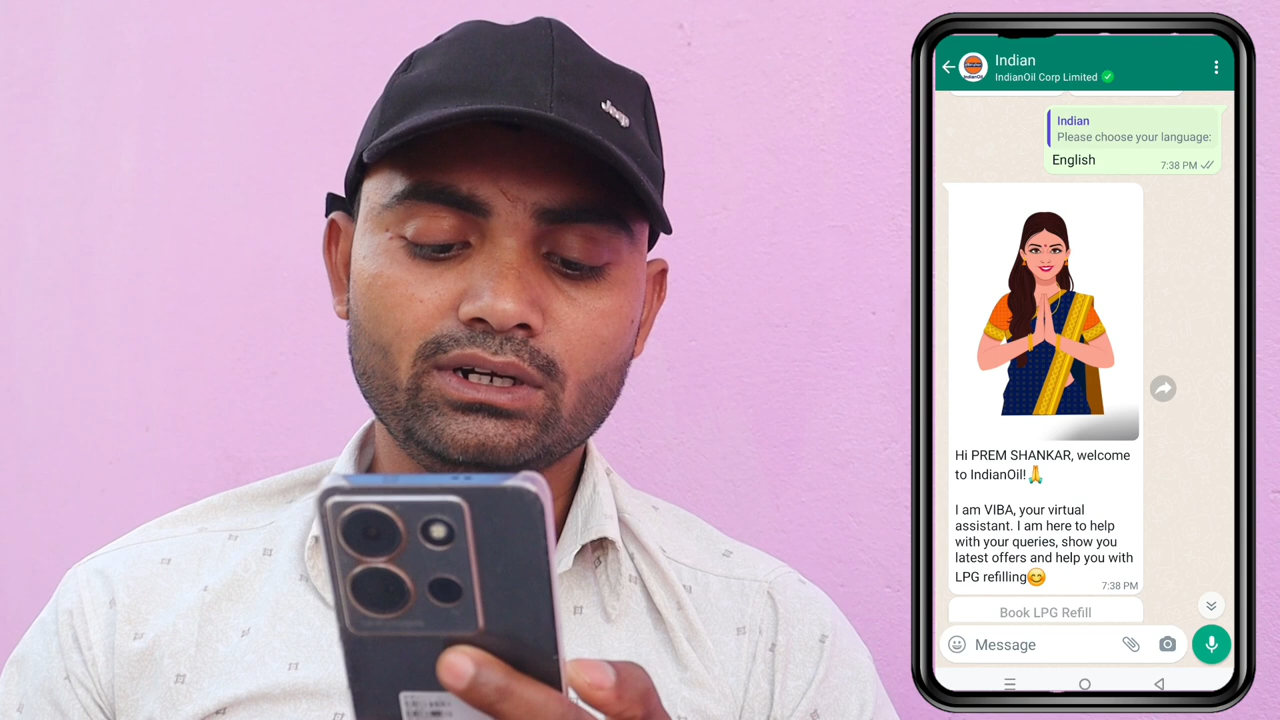 Jeep
Indian
IndianOil Corp Limited
Indian
Please choose your language:
English
7:38 PM
Hi PREM SHANKAR, welcome
to IndianOil!🙏
I am VIBA, your virtual
assistant. I am here to help
with your queries, show you
latest offers and help you with
LPG refilling😊
7:38 PM
Book LPG Refill
Message